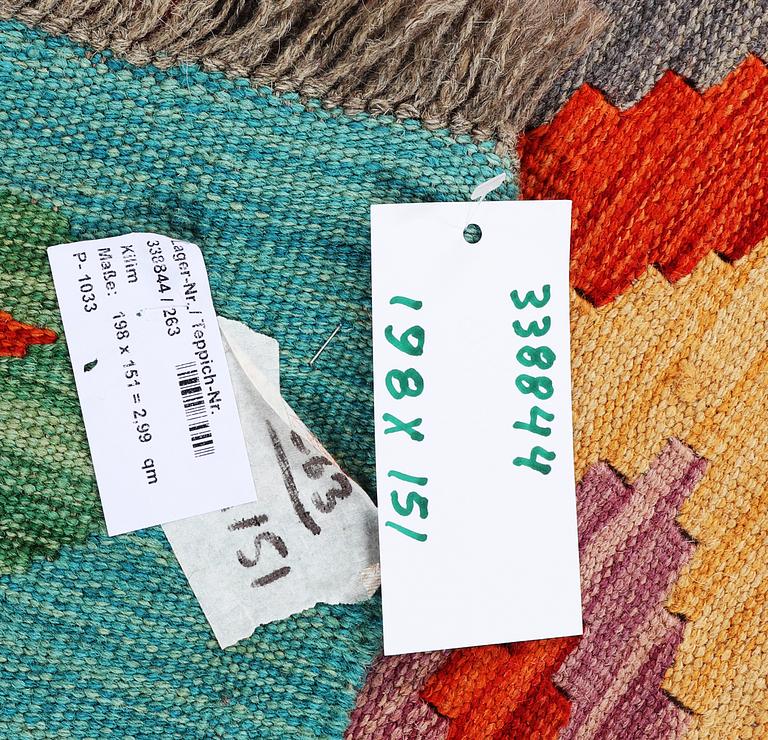 Lager-Nr. / Teppich-Nr.
338844 / 263
Kilim
Maße: 198 x 151 = 2,99 qm
P-1033
263
151
338844
198 X 151